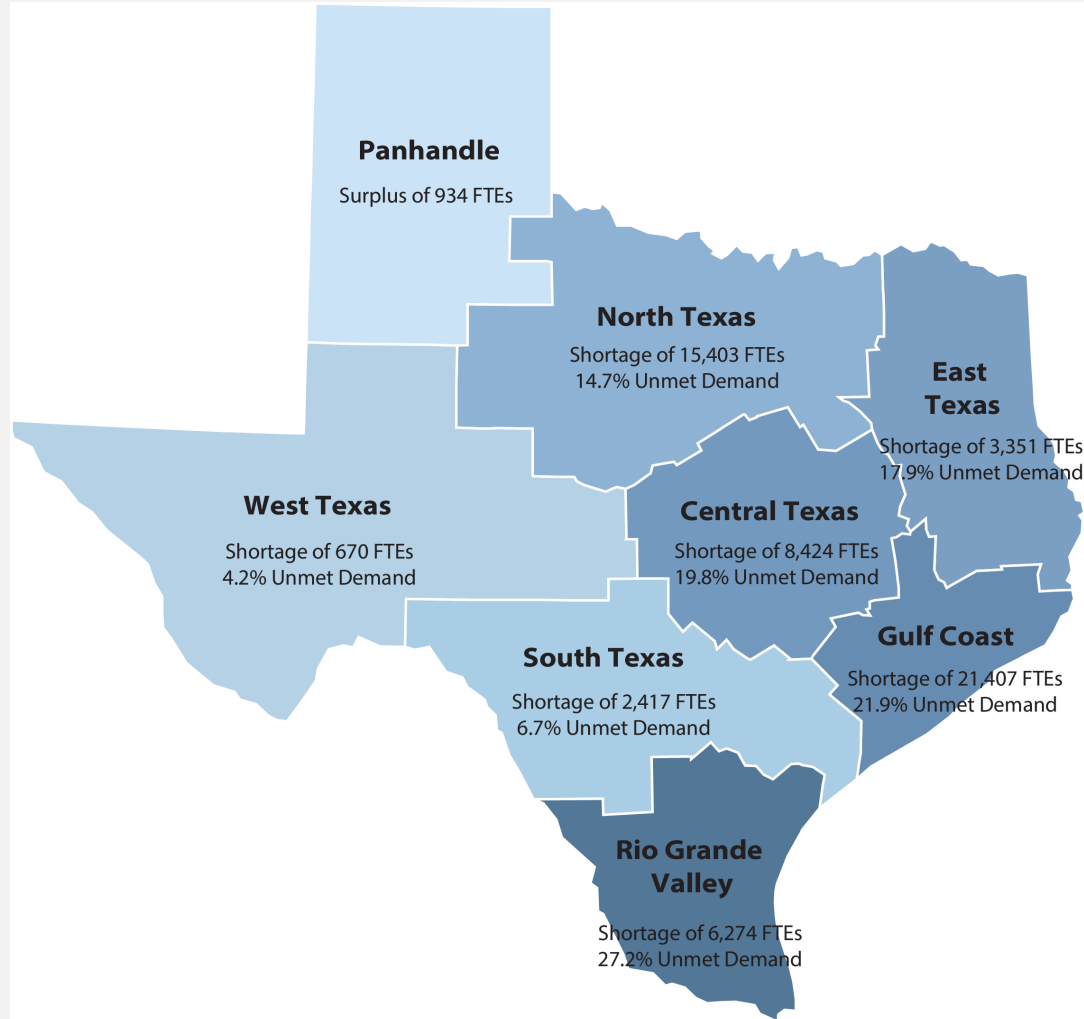 Panhandle
Surplus of 934 FTEs
North Texas
Shortage of 15,403 FTEs
14.7% Unmet Demand
East
Texas
Shortage of 3,351 FTEs
17.9% Unmet Demand
West Texas
Shortage of 670 FTEs
4.2% Unmet Demand
Central Texas
Shortage of 8,424 FTEs
19.8% Unmet Demand
Gulf Coast
Shortage of 21,407 FTEs
21.9% Unmet Demand
South Texas
Shortage of 2,417 FTEs
6.7% Unmet Demand
Rio Grande
Valley
Shortage of 6,274 FTEs
27.2% Unmet Demand